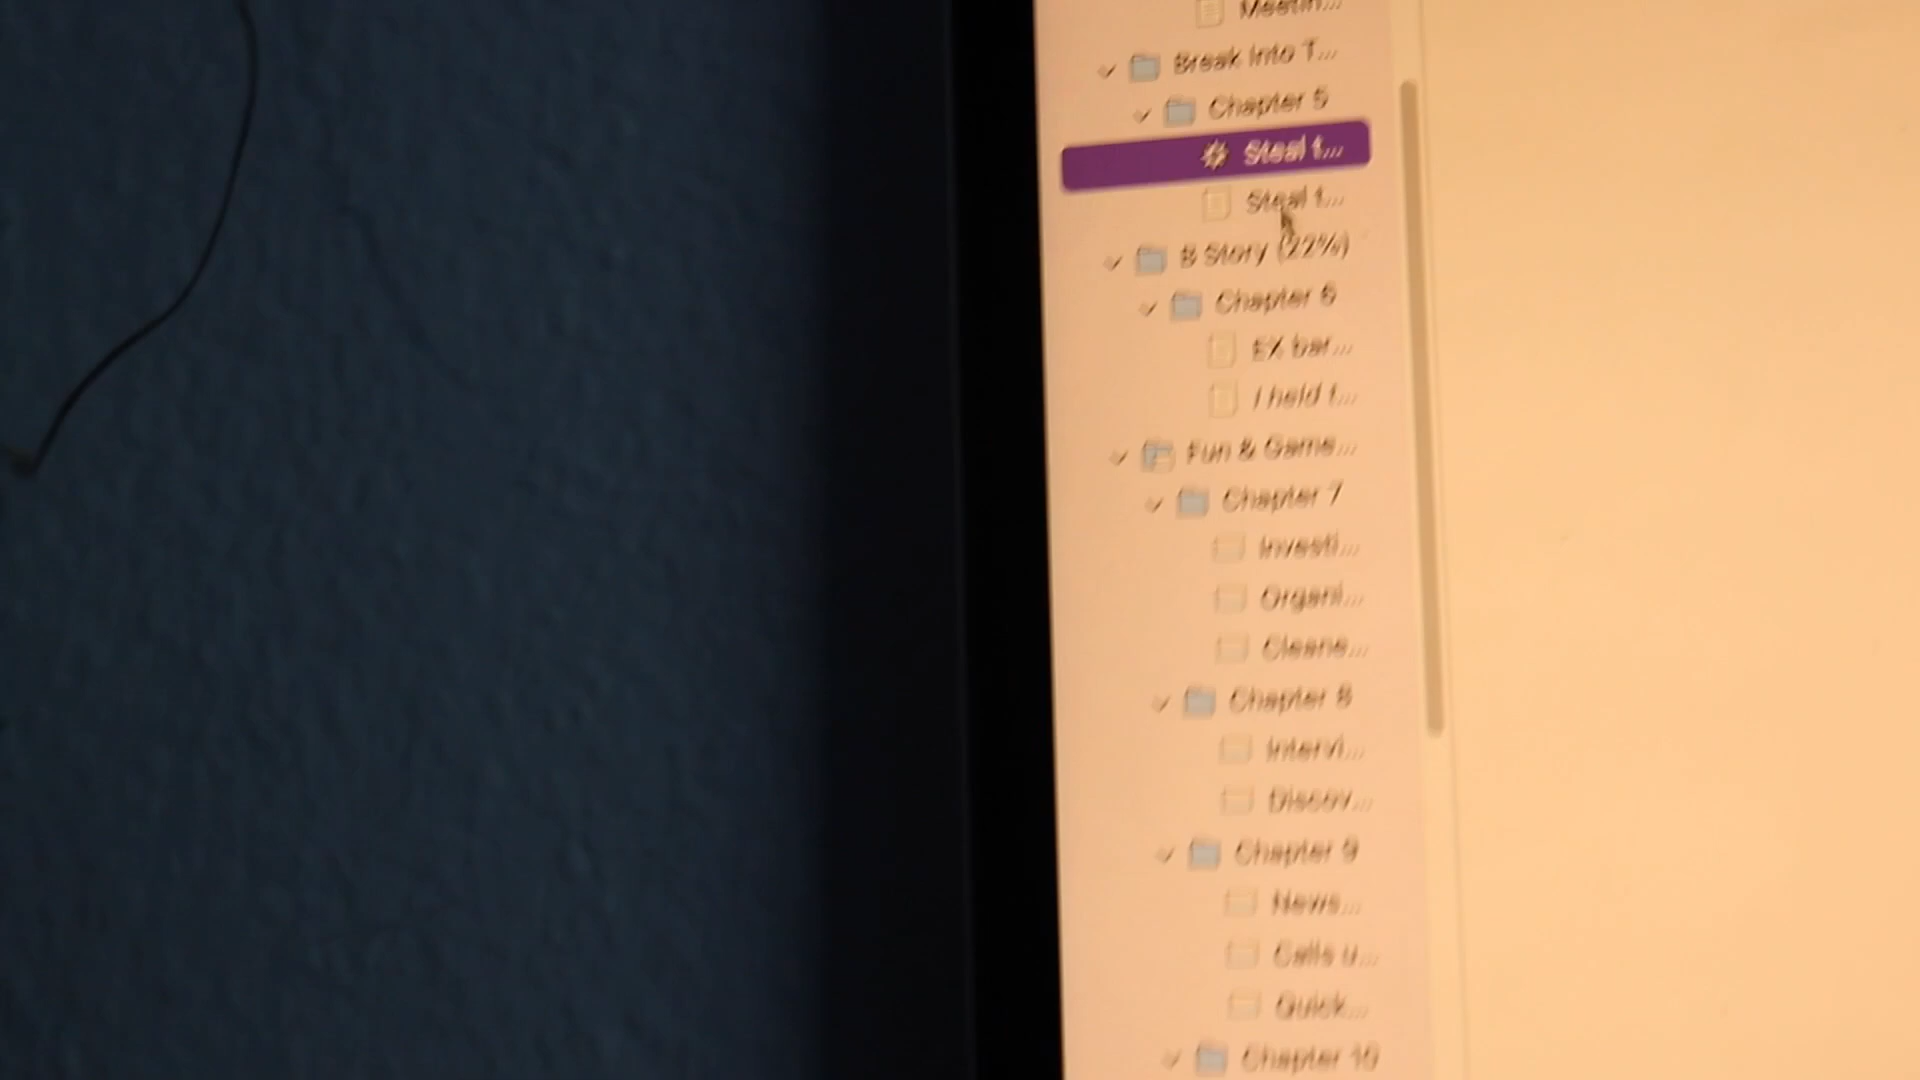 Meetin...
Break Into T...
Chapter 5
Steal t...
Steal t...
B Story (22%)
Chapter 6
EX bar...
I held t...
Fun & Game...
Chapter 7
Investi...
Organi...
Cleane...
Chapter 8
Intervi...
Discov...
Chapter 9
News...
Calls u...
Quick...
Chapter 10